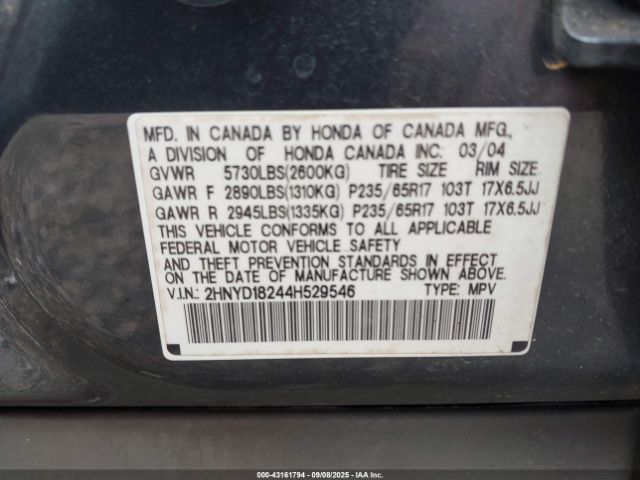 MFD. IN CANADA BY HONDA OF CANADA MFG.,
A DIVISION OF HONDA CANADA INC. 03/04
GVWR 5730LBS(2600KG) TIRE SIZE RIM SIZE
GAWR F 2890LBS(1310KG) P235/65R17 103T 17X6.5JJ
GAWR R 2945LBS(1335KG) P235/65R17 103T 17X6.5JJ
THIS VEHICLE CONFORMS TO ALL APPLICABLE
FEDERAL MOTOR VEHICLE SAFETY
AND THEFT PREVENTION STANDARDS IN EFFECT
ON THE DATE OF MANUFACTURE SHOWN ABOVE.
V.I.N.: 2HNYD18244H529546 TYPE: MPV
000-43161794 - 09/08/2025 - IAA Inc. Copyright